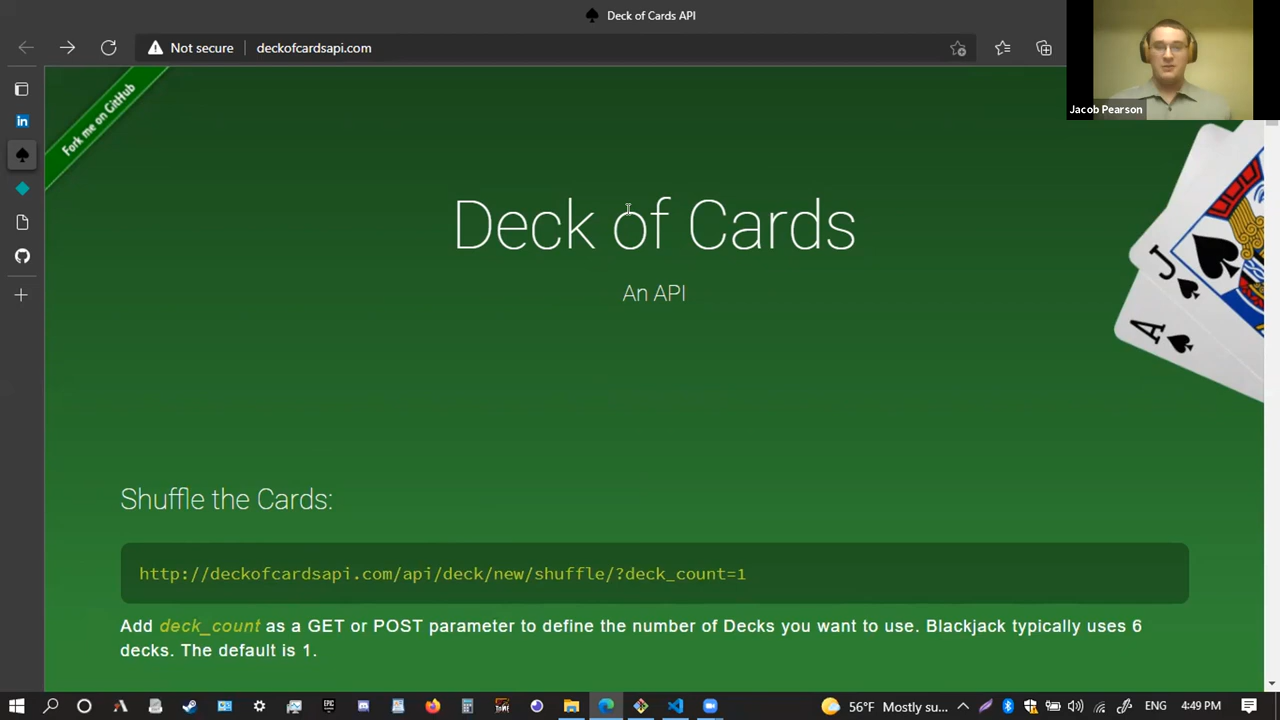 Deck of Cards API
Not secure
deckofcardsapi.com
Jacob Pearson
Fork me on GitHub
Deck of Cards
An API
J
A
Shuffle the Cards:
http://deckofcardsapi.com/api/deck/new/shuffle/?deck_count=1
Add deck_count as a GET or POST parameter to define the number of Decks you want to use. Blackjack typically uses 6
decks. The default is 1.
56°F Mostly su...
ENG
4:49 PM